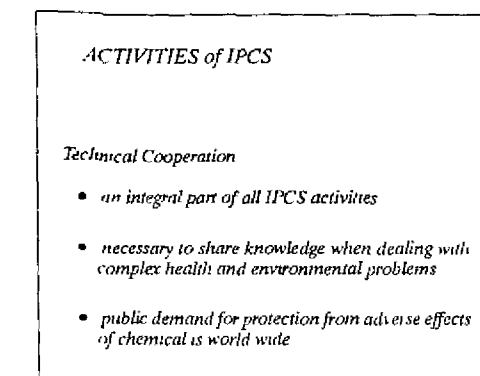 ACTIVITIES of IPCS
Technical Cooperation
• an integral part of all IPCS activities
• necessary to share knowledge when dealing with
complex health and environmental problems
• public demand for protection from adverse effects
of chemical is world wide